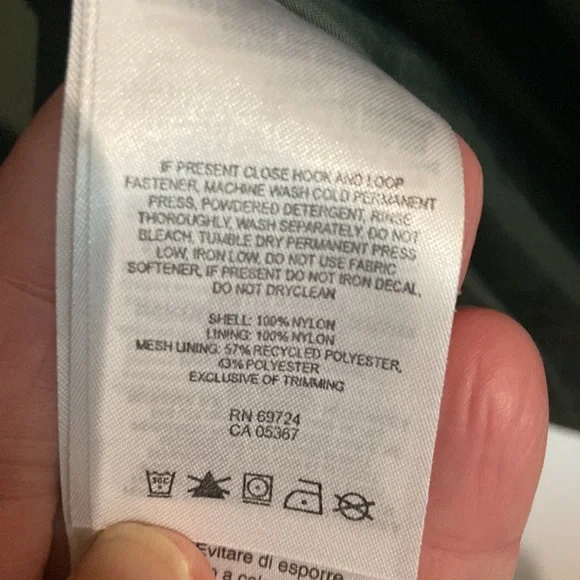 IF PRESENT CLOSE HOOK AND LOOP
FASTENER, MACHINE WASH COLD PERMANENT
PRESS, POWDERED DETERGENT, RINSE
THOROUGHLY, WASH SEPARATELY, DO NOT
BLEACH, TUMBLE DRY PERMANENT PRESS
LOW, IRON LOW, DO NOT USE FABRIC
SOFTENER, IF PRESENT DO NOT IRON DECAL,
DO NOT DRYCLEAN
SHELL: 100% NYLON
LINING: 100% NYLON
MESH LINING: 57% RECYCLED POLYESTER,
43% POLYESTER
EXCLUSIVE OF TRIMMING
RN 69724
CA 05367
30C
Evitare di esporre